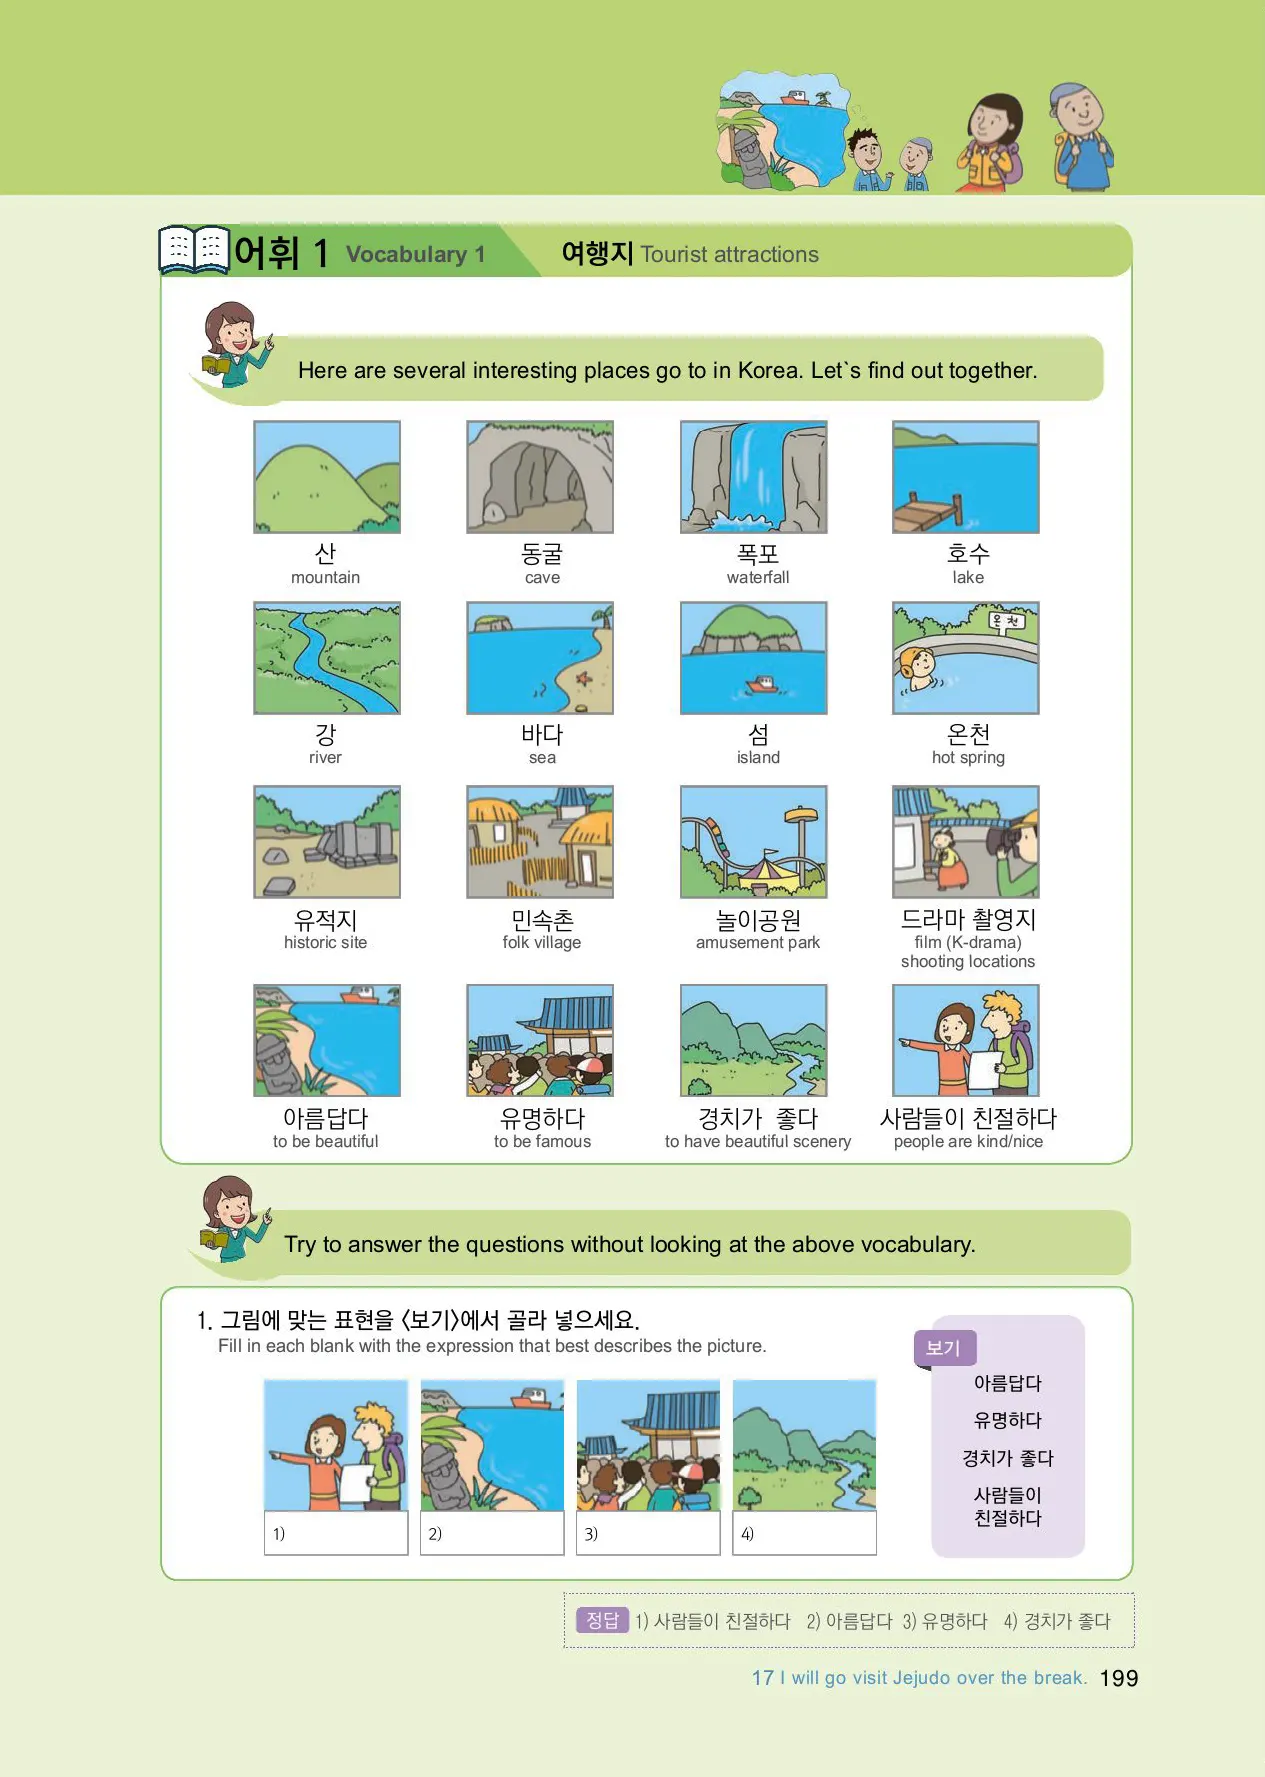 어휘 1 Vocabulary 1 여행지 Tourist attractions
Here are several interesting places go to in Korea. Let`s find out together.
산 동굴 폭포 호수
mountain cave waterfall lake
온 천
강 바다 섬 온천
river sea island hot spring
유적지 민속촌 놀이공원 드라마 촬영지
historic site folk village amusement park film (K-drama)
shooting locations
아름답다 유명하다 경치가 좋다 사람들이 친절하다
to be beautiful to be famous to have beautiful scenery people are kind/nice
Try to answer the questions without looking at the above vocabulary.
1. 그림에 맞는 표현을 〈보기〉에서 골라 넣으세요.
Fill in each blank with the expression that best describes the picture.
1) 2) 3) 4)
보기
아름답다
유명하다
경치가 좋다
사람들이
친절하다
정답 1) 사람들이 친절하다 2) 아름답다 3) 유명하다 4) 경치가 좋다
17 I will go visit Jejudo over the break. 199